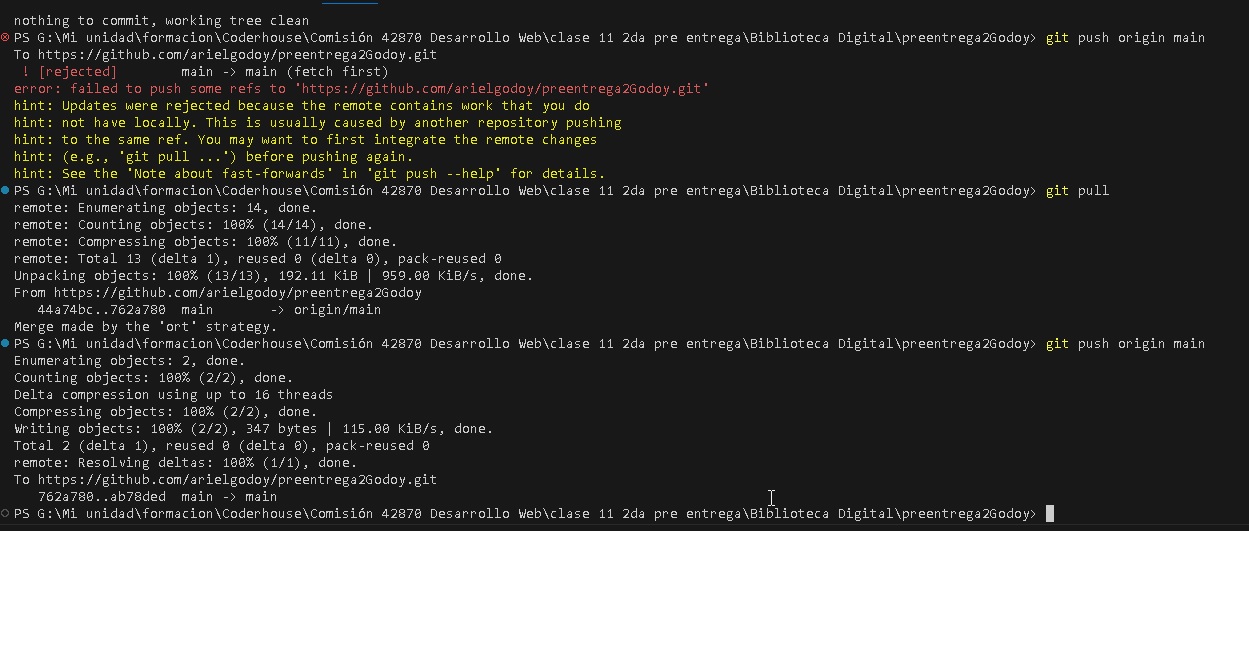 nothing to commit, working tree clean
PS G:\Mi unidad\formacion\Coderhouse\Comisión 42870 Desarrollo Web\clase 11 2da pre entrega\Biblioteca Digital\preentrega2Godoy> git push origin main
To https://github.com/arielgodoy/preentrega2Godoy.git
 ! [rejected]        main -> main (fetch first)
error: failed to push some refs to 'https://github.com/arielgodoy/preentrega2Godoy.git'
hint: Updates were rejected because the remote contains work that you do
hint: not have locally. This is usually caused by another repository pushing
hint: to the same ref. You may want to first integrate the remote changes
hint: (e.g., 'git pull ...') before pushing again.
hint: See the 'Note about fast-forwards' in 'git push --help' for details.
PS G:\Mi unidad\formacion\Coderhouse\Comisión 42870 Desarrollo Web\clase 11 2da pre entrega\Biblioteca Digital\preentrega2Godoy> git pull
remote: Enumerating objects: 14, done.
remote: Counting objects: 100% (14/14), done.
remote: Compressing objects: 100% (11/11), done.
remote: Total 13 (delta 1), reused 0 (delta 0), pack-reused 0
Unpacking objects: 100% (13/13), 192.11 KiB | 959.00 KiB/s, done.
From https://github.com/arielgodoy/preentrega2Godoy
   44a74bc..762a780  main       -> origin/main
Merge made by the 'ort' strategy.
PS G:\Mi unidad\formacion\Coderhouse\Comisión 42870 Desarrollo Web\clase 11 2da pre entrega\Biblioteca Digital\preentrega2Godoy> git push origin main
Enumerating objects: 2, done.
Counting objects: 100% (2/2), done.
Delta compression using up to 16 threads
Compressing objects: 100% (2/2), done.
Writing objects: 100% (2/2), 347 bytes | 115.00 KiB/s, done.
Total 2 (delta 1), reused 0 (delta 0), pack-reused 0
remote: Resolving deltas: 100% (1/1), done.
To https://github.com/arielgodoy/preentrega2Godoy.git
   762a780..ab78ded  main -> main
PS G:\Mi unidad\formacion\Coderhouse\Comisión 42870 Desarrollo Web\clase 11 2da pre entrega\Biblioteca Digital\preentrega2Godoy>